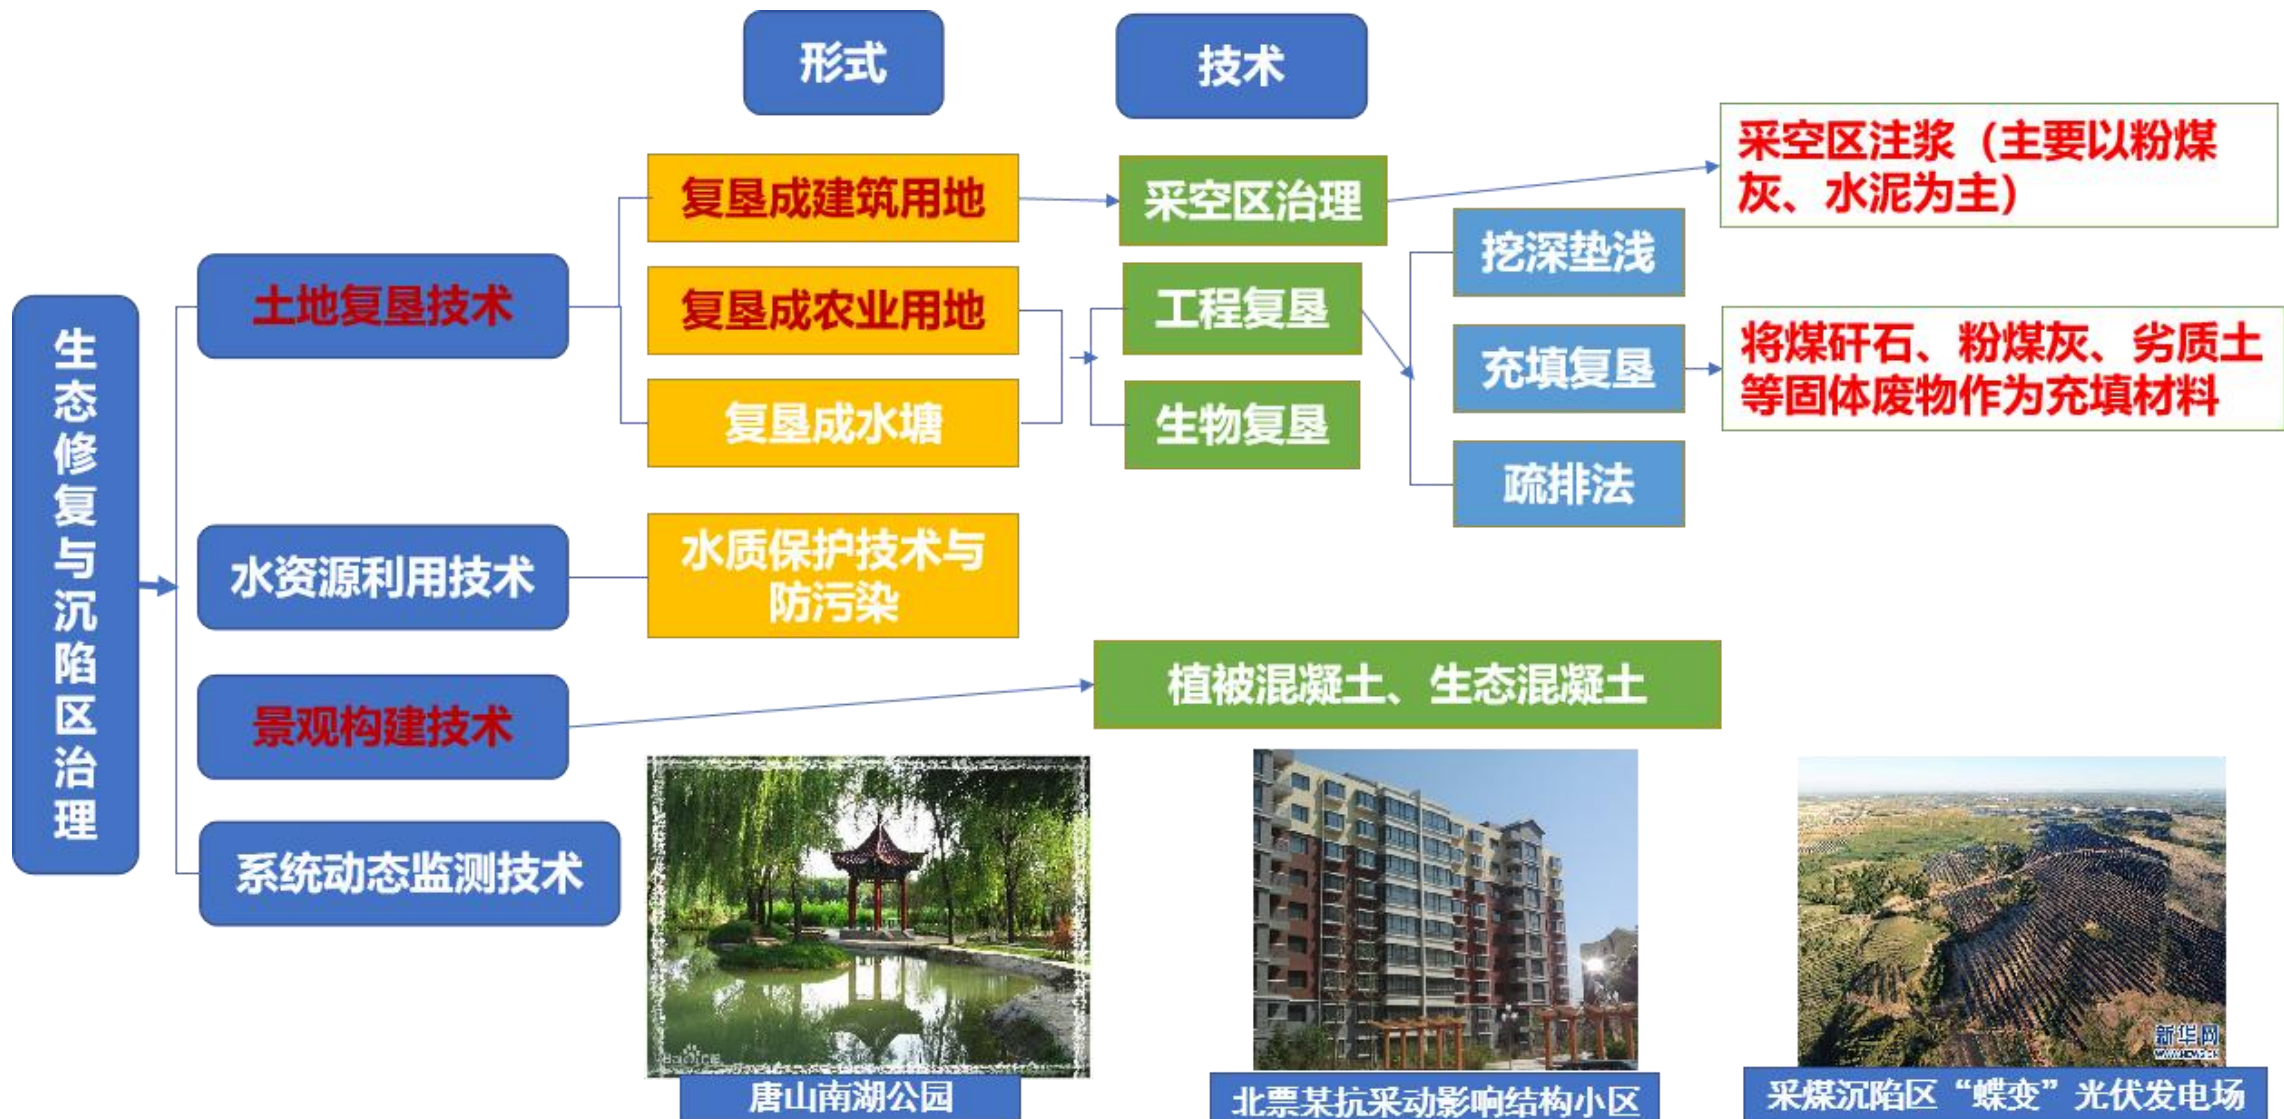 形式
技术
生态修复与沉陷区治理
土地复垦技术
复垦成建筑用地
采空区治理
采空区注浆（主要以粉煤
灰、水泥为主）
复垦成农业用地
复垦成水塘
工程复垦
生物复垦
挖深垫浅
充填复垦
疏排法
将煤矸石、粉煤灰、劣质土
等固体废物作为充填材料
水资源利用技术
水质保护技术与
防污染
景观构建技术
植被混凝土、生态混凝土
系统动态监测技术
唐山南湖公园
北票某抗采动影响结构小区
新华网
采煤沉陷区“蝶变”光伏发电场